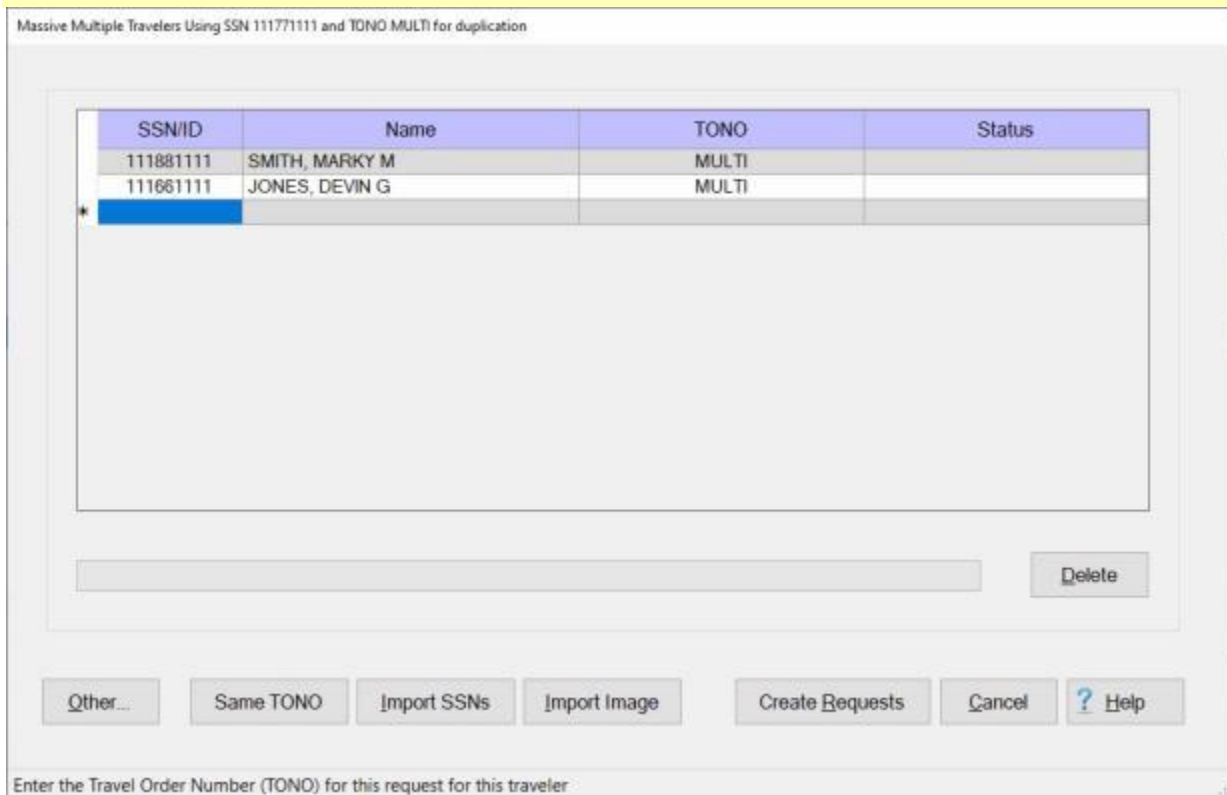 Massive Multiple Travelers Using SSN 111771111 and TONO MULTI for duplication
SSN/ID Name TONO Status
111881111 SMITH, MARKY M MULTI
111661111 JONES, DEVIN G MULTI
*
Delete
Other... Same TONO Import SSNs Import Image Create Requests Cancel ? Help
Enter the Travel Order Number (TONO) for this request for this traveler